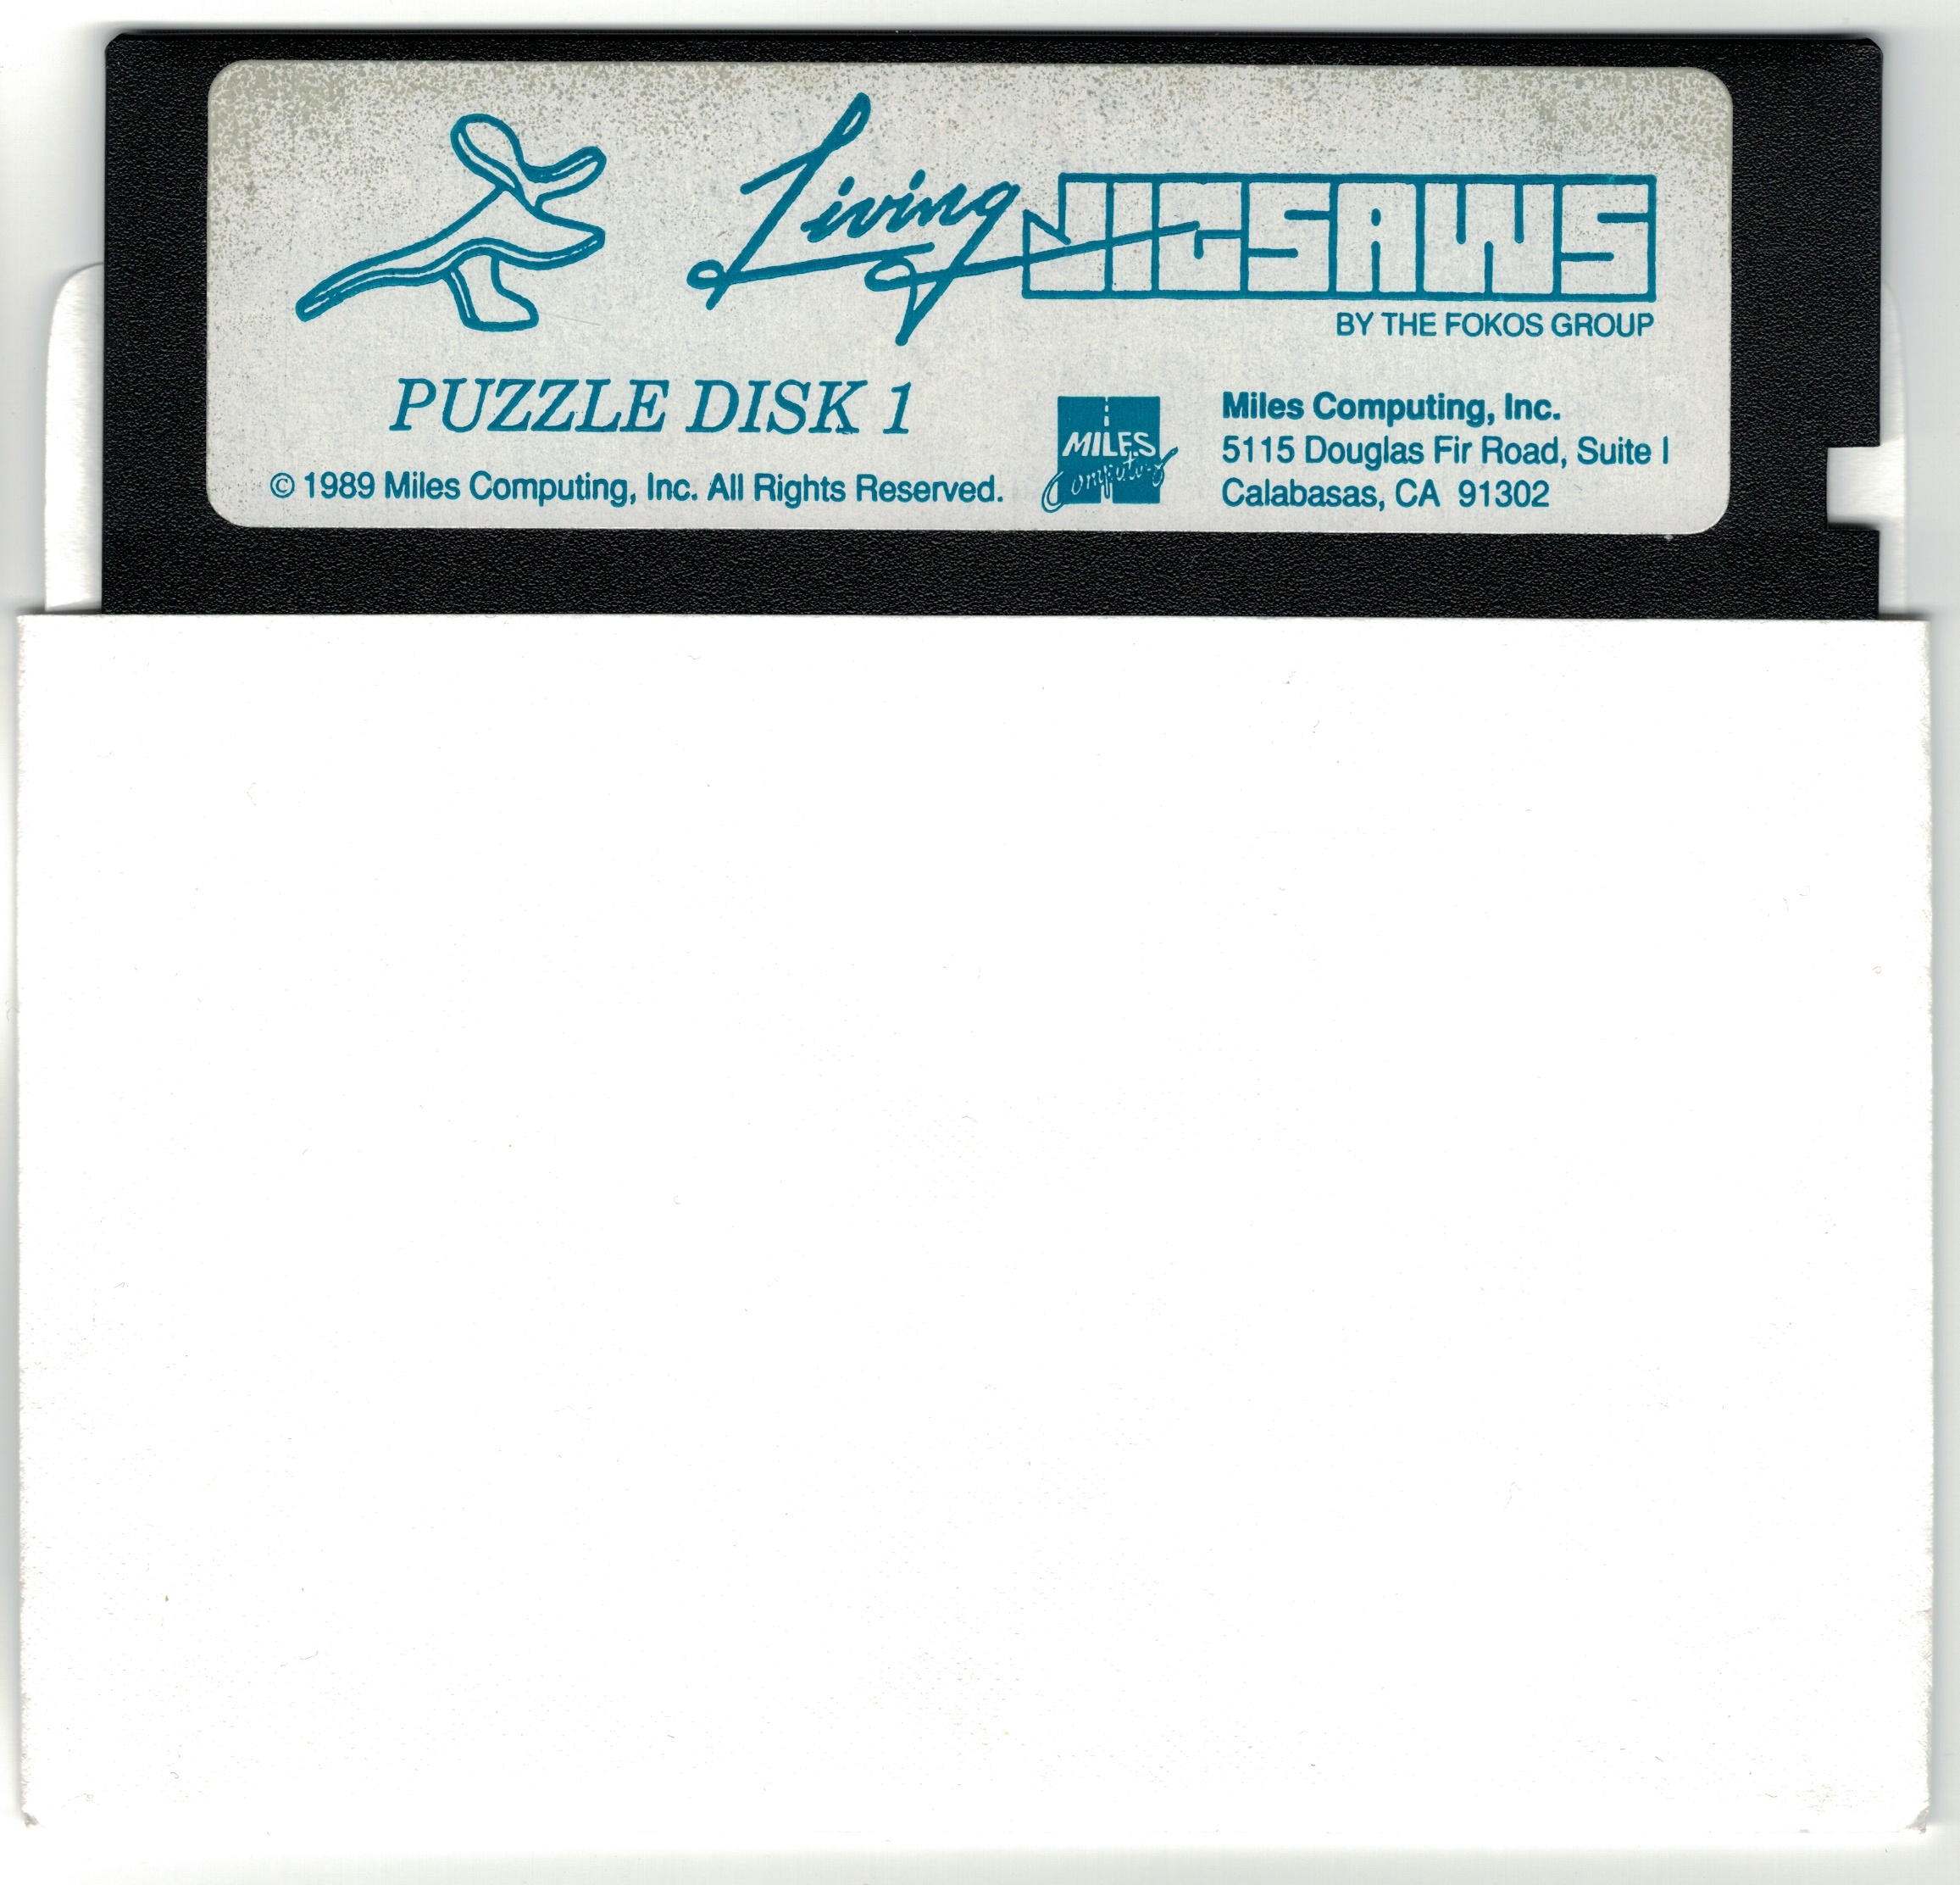 Living JIGSAWS
BY THE FOKOS GROUP
PUZZLE DISK 1
© 1989 Miles Computing, Inc. All Rights Reserved.
MILES
Computing
Miles Computing, Inc.
5115 Douglas Fir Road, Suite I
Calabasas, CA 91302